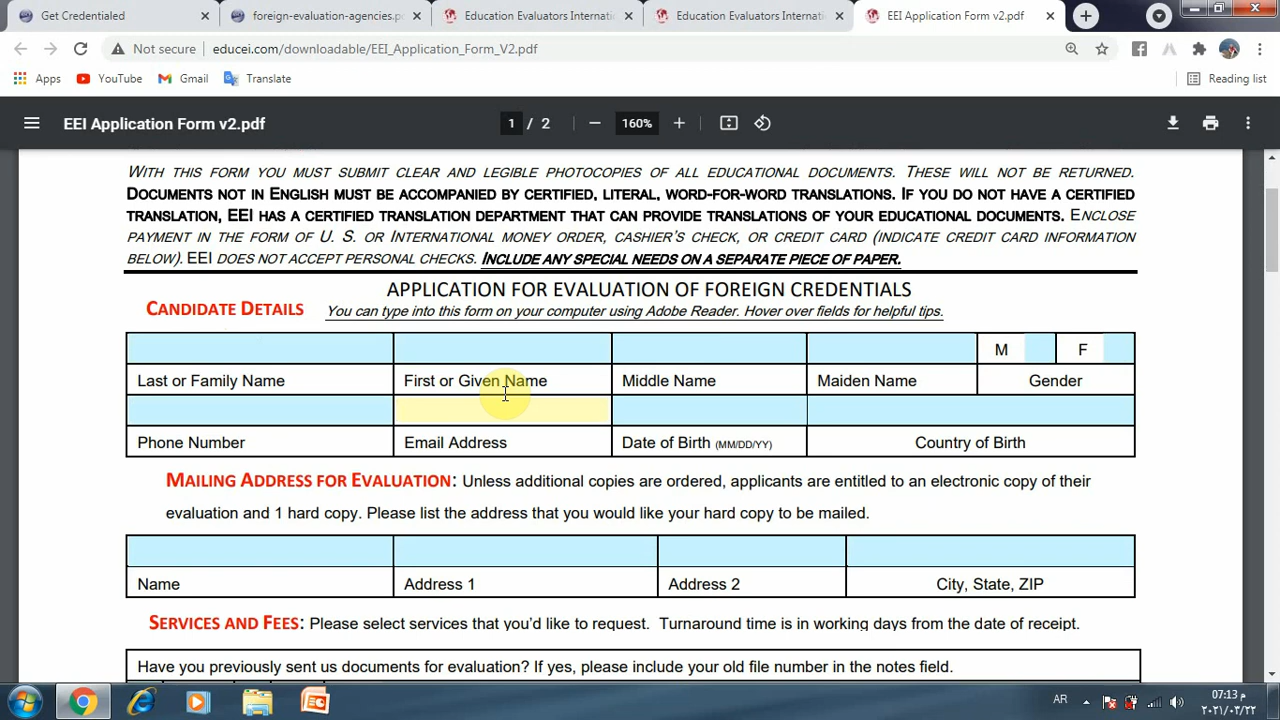 Get Credentialed
foreign-evaluation-agencies.p
Education Evaluators Internati
Education Evaluators Internati
EEI Application Form v2.pdf
Not secure
educei.com/downloadable/EEI_Application_Form_V2.pdf
Apps
YouTube
Gmail
Translate
Reading list
EEI Application Form v2.pdf
1 / 2
160%
WITH THIS FORM YOU MUST SUBMIT CLEAR AND LEGIBLE PHOTOCOPIES OF ALL EDUCATIONAL DOCUMENTS. THESE WILL NOT BE RETURNED.
DOCUMENTS NOT IN ENGLISH MUST BE ACCOMPANIED BY CERTIFIED, LITERAL, WORD-FOR-WORD TRANSLATIONS. IF YOU DO NOT HAVE A CERTIFIED
TRANSLATION, EEI HAS A CERTIFIED TRANSLATION DEPARTMENT THAT CAN PROVIDE TRANSLATIONS OF YOUR EDUCATIONAL DOCUMENTS. ENCLOSE
PAYMENT IN THE FORM OF U. S. OR INTERNATIONAL MONEY ORDER, CASHIER'S CHECK, OR CREDIT CARD (INDICATE CREDIT CARD INFORMATION
BELOW). EEI DOES NOT ACCEPT PERSONAL CHECKS. INCLUDE ANY SPECIAL NEEDS ON A SEPARATE PIECE OF PAPER.
APPLICATION FOR EVALUATION OF FOREIGN CREDENTIALS
CANDIDATE DETAILS
You can type into this form on your computer using Adobe Reader. Hover over fields for helpful tips.
M
F
Last or Family Name
First or Given Name
Middle Name
Maiden Name
Gender
Phone Number
Email Address
Date of Birth (MM/DD/YY)
Country of Birth
MAILING ADDRESS FOR EVALUATION: Unless additional copies are ordered, applicants are entitled to an electronic copy of their
evaluation and 1 hard copy. Please list the address that you would like your hard copy to be mailed.
Name
Address 1
Address 2
City, State, ZIP
SERVICES AND FEES: Please select services that you'd like to request. Turnaround time is in working days from the date of receipt.
Have you previously sent us documents for evaluation? If yes, please include your old file number in the notes field.
AR
07:13 م
٢٠٢١/٠٣/٢٢